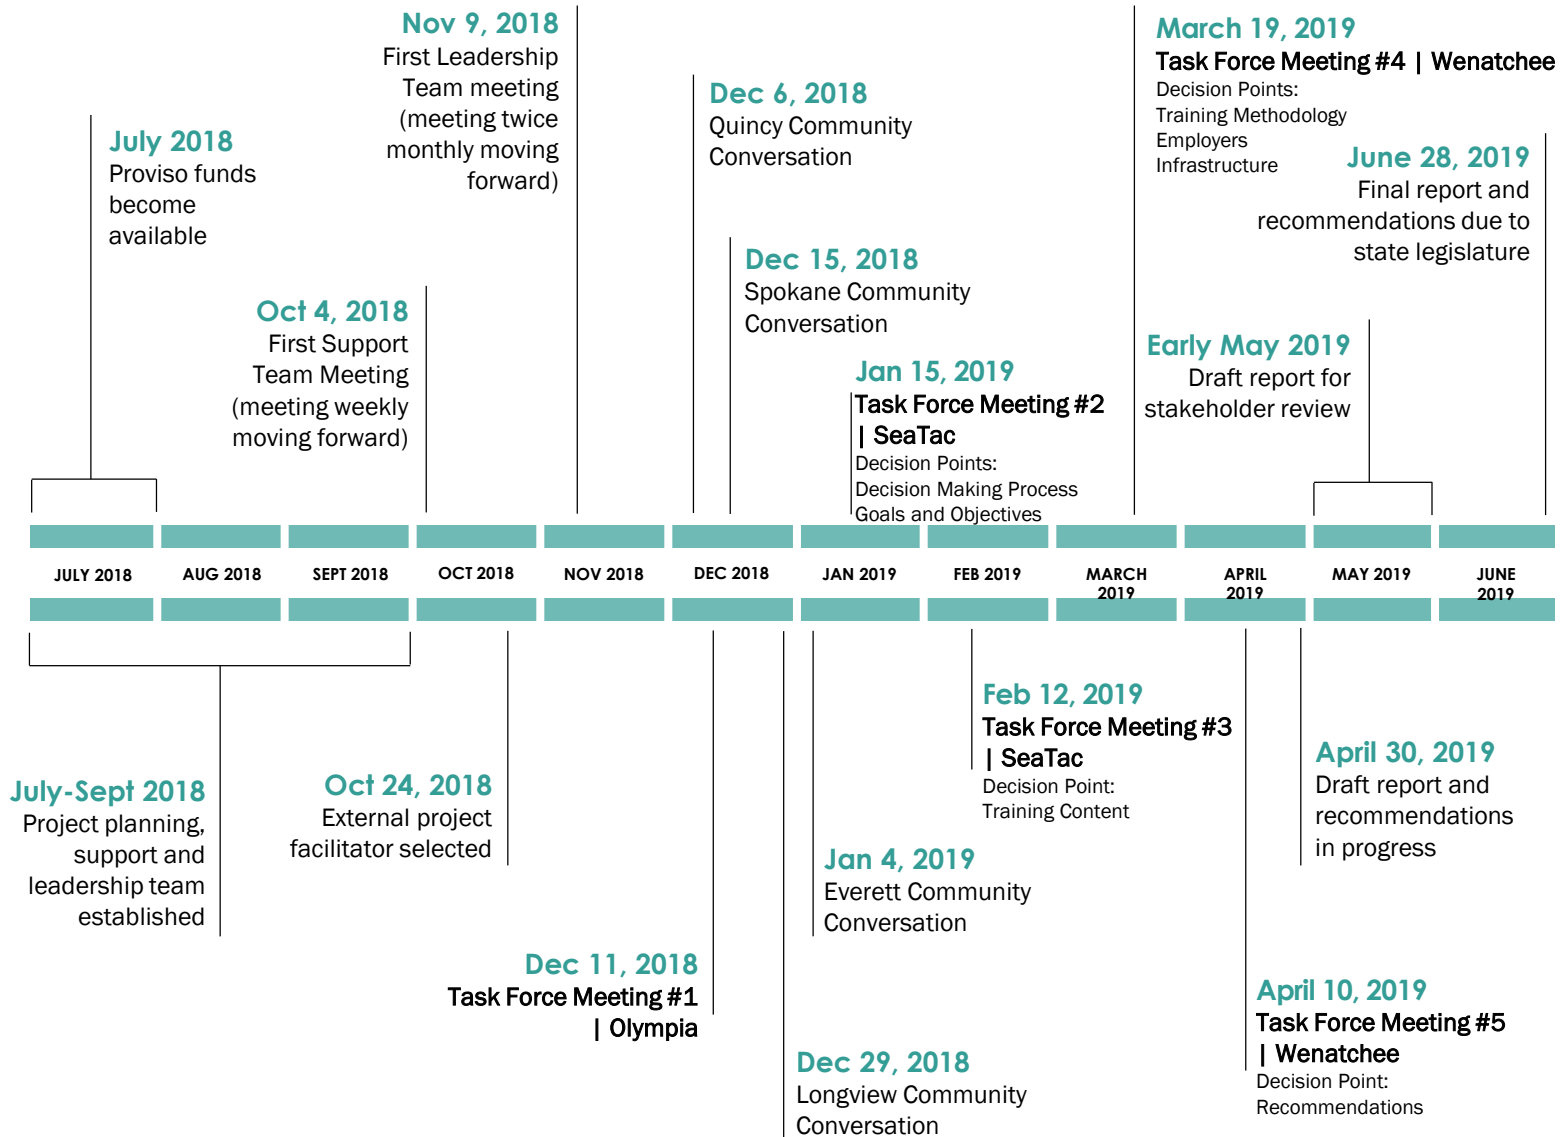 Nov 9, 2018
First Leadership
Team meeting
(meeting twice
monthly moving
forward)
March 19, 2019
Task Force Meeting #4 | Wenatchee
Decision Points:
Training Methodology
Employers
Infrastructure
Dec 6, 2018
Quincy Community
Conversation
July 2018
Proviso funds
become
available
June 28, 2019
Final report and
recommendations due to
state legislature
Dec 15, 2018
Spokane Community
Conversation
Oct 4, 2018
First Support
Team Meeting
(meeting weekly
moving forward)
Early May 2019
Draft report for
stakeholder review
Jan 15, 2019
Task Force Meeting #2
| SeaTac
Decision Points:
Decision Making Process
Goals and Objectives
JULY 2018
AUG 2018
SEPT 2018
OCT 2018
NOV 2018
DEC 2018
JAN 2019
FEB 2019
MARCH
2019
APRIL
2019
MAY 2019
JUNE
2019
July-Sept 2018
Project planning,
support and
leadership team
established
Oct 24, 2018
External project
facilitator selected
Feb 12, 2019
Task Force Meeting #3
| SeaTac
Decision Point:
Training Content
April 30, 2019
Draft report and
recommendations
in progress
Jan 4, 2019
Everett Community
Conversation
Dec 11, 2018
Task Force Meeting #1
| Olympia
April 10, 2019
Task Force Meeting #5
| Wenatchee
Decision Point:
Recommendations
Dec 29, 2018
Longview Community
Conversation